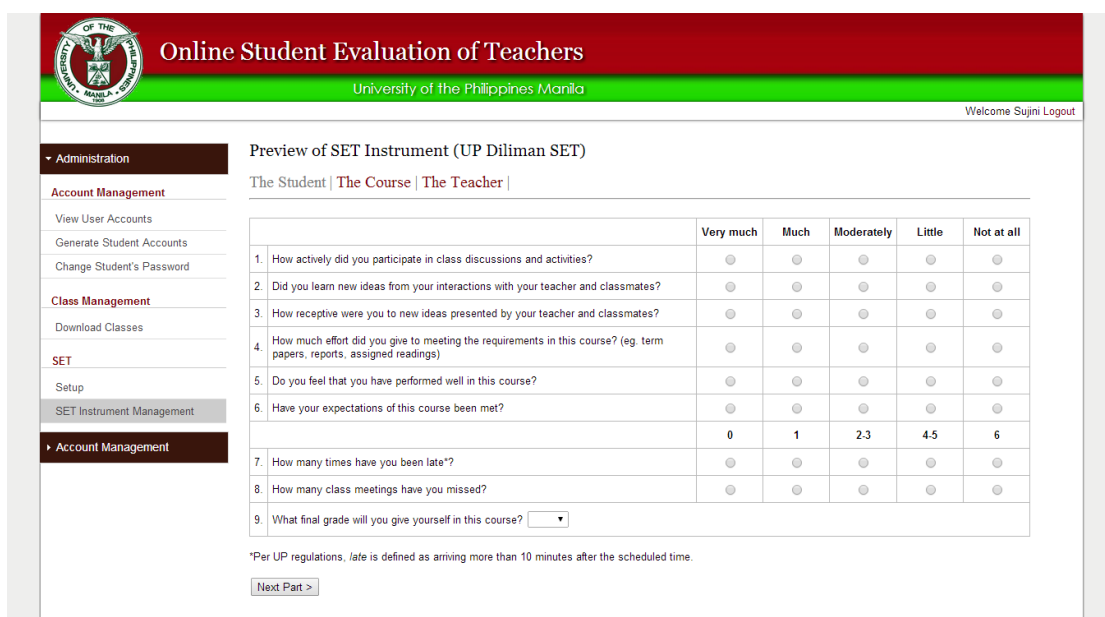 OF THE
UNIVERSITY
PHILIPPINES
MANILA
1908
Online Student Evaluation of Teachers
University of the Philippines Manila
Welcome Sujini Logout
Administration
Account Management
View User Accounts
Generate Student Accounts
Change Student's Password
Class Management
Download Classes
SET
Setup
SET Instrument Management
Account Management
Preview of SET Instrument (UP Diliman SET)
The Student | The Course | The Teacher |
Very much Much Moderately Little Not at all
1. How actively did you participate in class discussions and activities?
2. Did you learn new ideas from your interactions with your teacher and classmates?
3. How receptive were you to new ideas presented by your teacher and classmates?
4. How much effort did you give to meeting the requirements in this course? (eg. term
papers, reports, assigned readings)
5. Do you feel that you have performed well in this course?
6. Have your expectations of this course been met?
0 1 2-3 4-5 6
7. How many times have you been late*?
8. How many class meetings have you missed?
9. What final grade will you give yourself in this course?
*Per UP regulations, late is defined as arriving more than 10 minutes after the scheduled time.
Next Part >